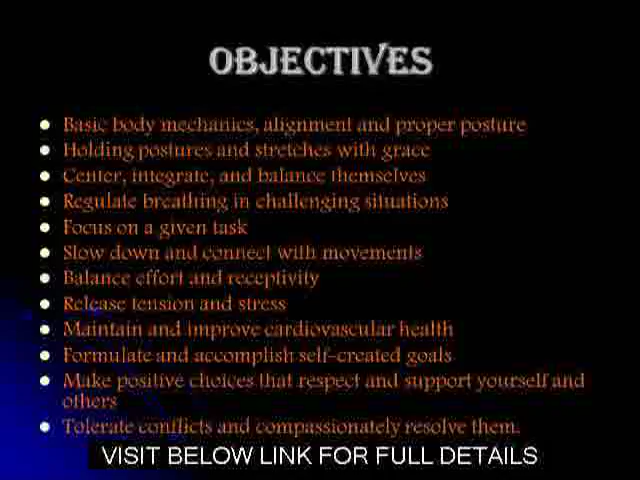 OBJECTIVES
Basic body mechanics, alignment and proper posture
Holding postures and stretches with grace
Center, integrate, and balance themselves
Regulate breathing in challenging situations
Focus on a given task
Slow down and connect with movements
Balance effort and receptivity
Release tension and stress
Maintain and improve cardiovascular health
Formulate and accomplish self-created goals
Make positive choices that respect and support yourself and
others
Tolerate conflicts and compassionately resolve them.
VISIT BELOW LINK FOR FULL DETAILS